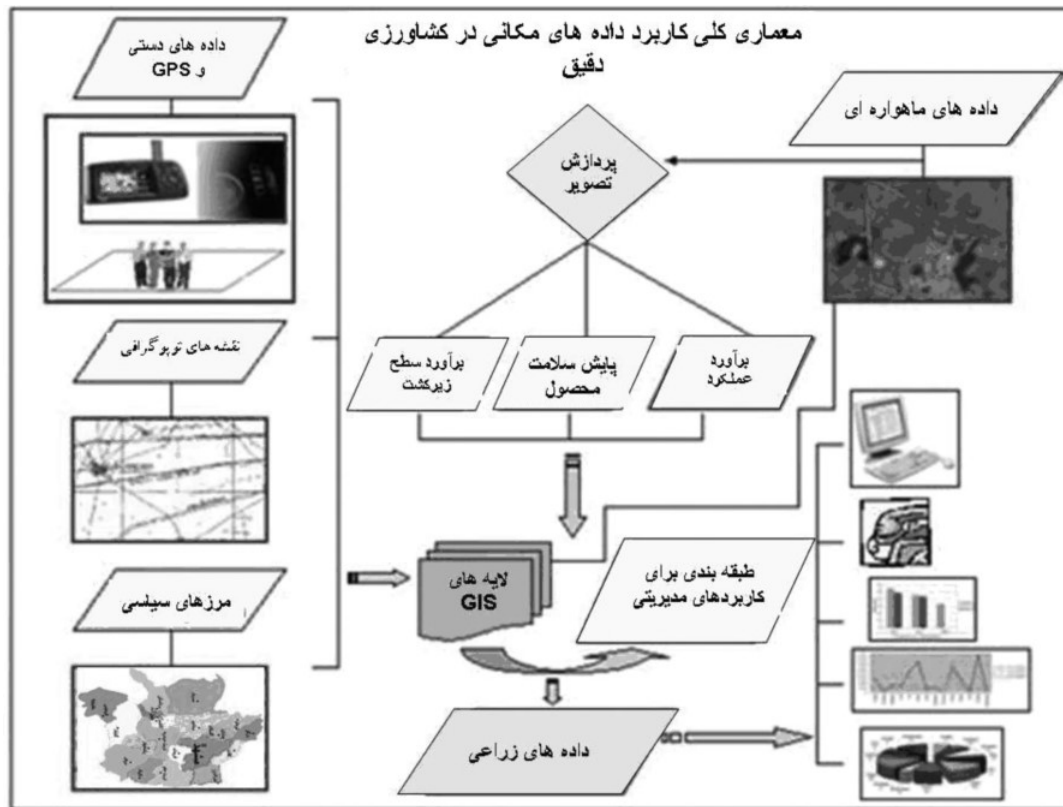 معماری کلی کاربرد داده های مکانی در کشاورزی
دقیق
داده های دستی
و GPS
داده های ماهواره ای
پردازش
تصویر
نقشه های توپوگرافی
برآورد سطح
زیرکشت
پایش سلامت
محصول
برآورد
عملکرد
مرزهای سیاسی
لایه های
GIS
طبقه بندی برای
کاربردهای مدیریتی
داده های زراعی